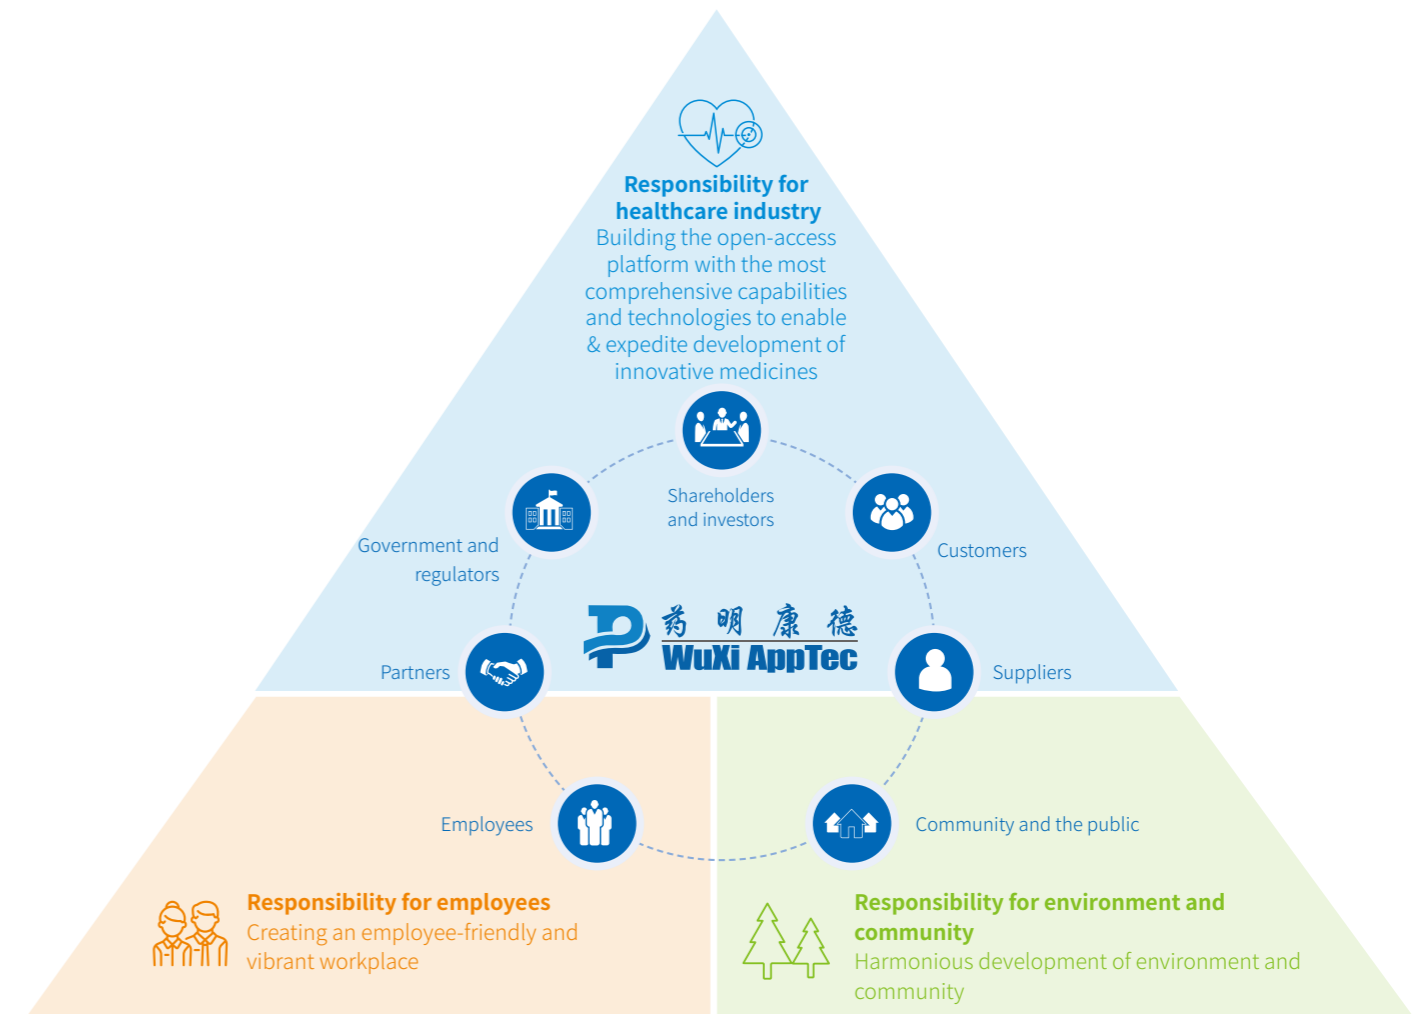 Responsibility for
healthcare industry
Building the open-access
platform with the most
comprehensive capabilities
and technologies to enable
& expedite development of
innovative medicines
Shareholders
and investors
Government and
regulators
Customers
药明康德
WuXi AppTec
Partners
Suppliers
Employees
Community and the public
Responsibility for employees
Creating an employee-friendly and
vibrant workplace
Responsibility for environment and
community
Harmonious development of environment and
community